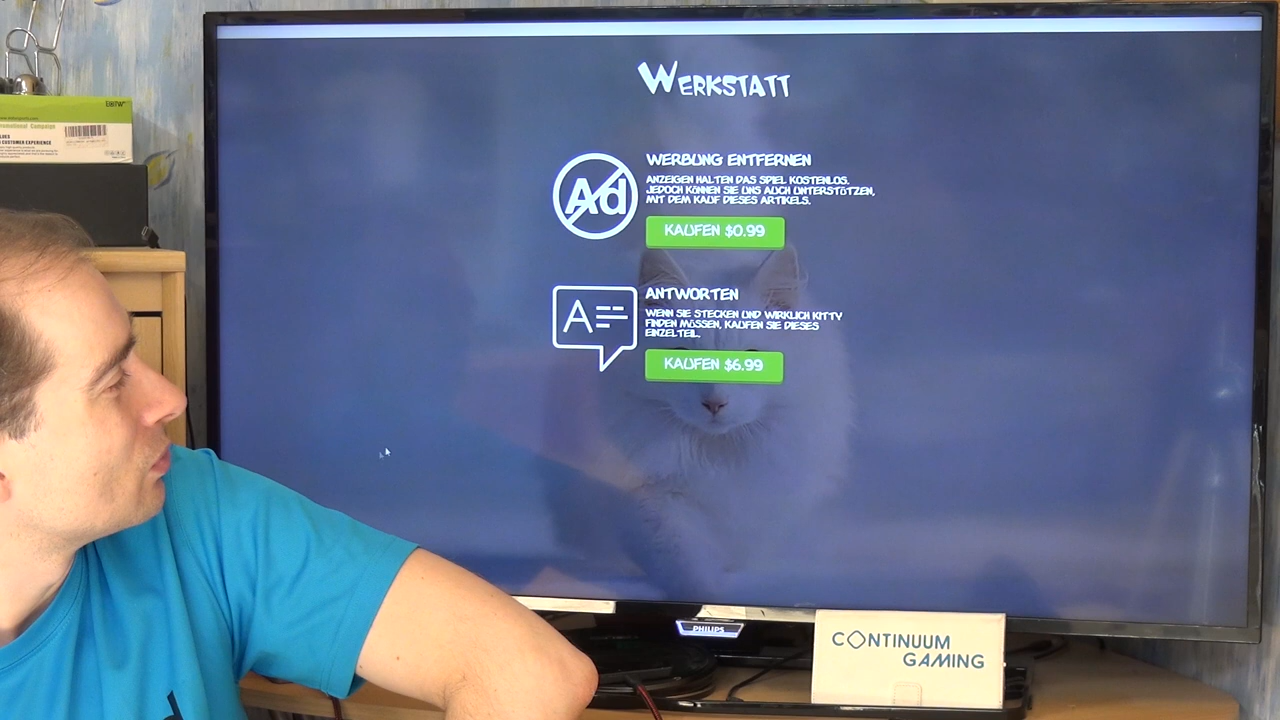 WERKSTATT
WERBUNG ENTFERNEN
ANZEIGEN HALTEN DAS SPIEL KOSTENLOS.
JEDOCH KÖNNEN SIE UNS AUCH UNTERSTÜTZEN,
MIT DEM KAUF DIESES ARTIKELS.
Ad
KAUFEN $0.99
ANTWORTEN
WENN SIE STECKEN UND WIRKLICH KITTY
FINDEN MÜSSEN, KAUFEN SIE DIESES
EINZELTEIL.
A
KAUFEN $6.99
PHILIPS
CONTINUUM
GAMING
CUSTOMER EXPERIENCE